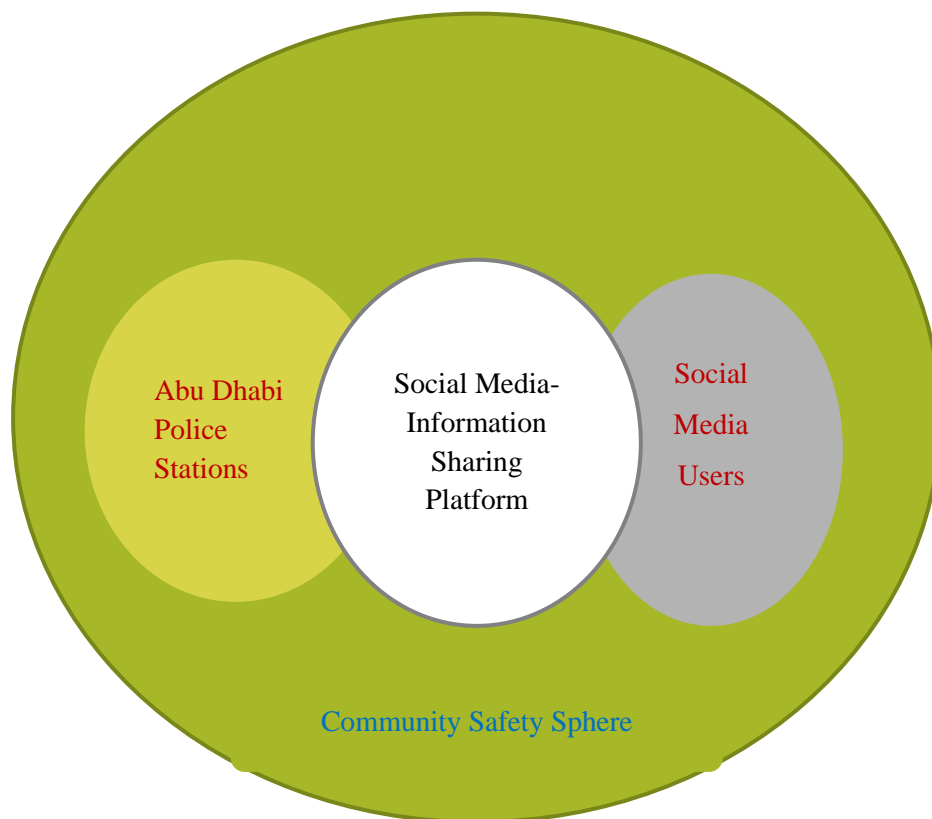 Abu Dhabi
Police
Stations
Social Media-
Information
Sharing
Platform
Social
Media
Users
Community Safety Sphere